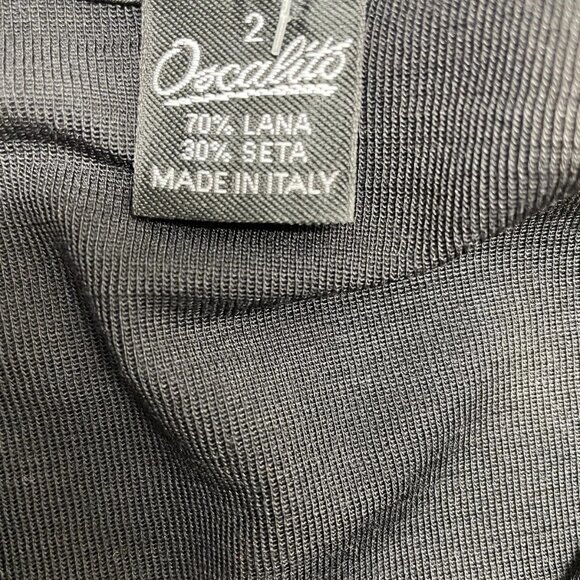 2
Oscalito
70% LANA
30% SETA
MADE IN ITALY